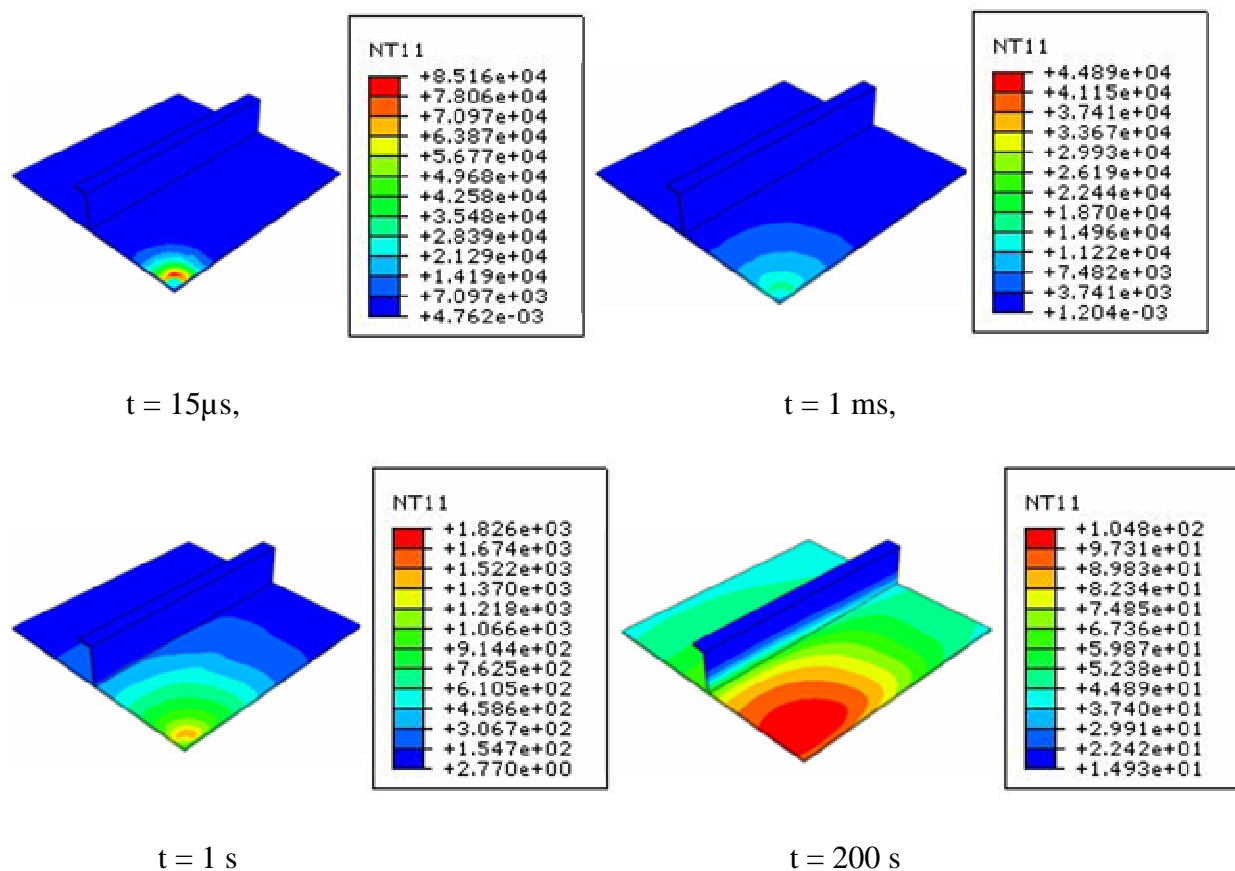 NT11
+8.516e+04
+7.806e+04
+7.097e+04
+6.387e+04
+5.677e+04
+4.968e+04
+4.258e+04
+3.548e+04
+2.839e+04
+2.129e+04
+1.419e+04
+7.097e+03
+4.762e-03
t = 15µs,
NT11
+4.489e+04
+4.115e+04
+3.741e+04
+3.367e+04
+2.993e+04
+2.619e+04
+2.244e+04
+1.870e+04
+1.496e+04
+1.122e+04
+7.482e+03
+3.741e+03
+1.204e-03
t = 1 ms,
NT11
+1.826e+03
+1.674e+03
+1.522e+03
+1.370e+03
+1.218e+03
+1.066e+03
+9.144e+02
+7.625e+02
+6.105e+02
+4.586e+02
+3.067e+02
+1.547e+02
+2.770e+00
t = 1 s
NT11
+1.048e+02
+9.731e+01
+8.983e+01
+8.234e+01
+7.485e+01
+6.736e+01
+5.987e+01
+5.238e+01
+4.489e+01
+3.740e+01
+2.991e+01
+2.242e+01
+1.493e+01
t = 200 s